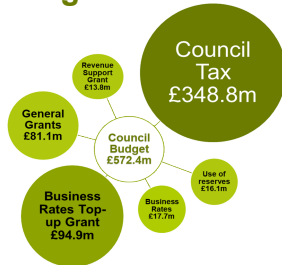 Revenue
Support
Grant
£13.8m
Council
Tax
£348.8m
General
Grants
£81.1m
Council
Budget
£572.4m
Use of
reserves
£16.1m
Business
Rates Top-
up Grant
£94.9m
Business
Rates
£17.7m